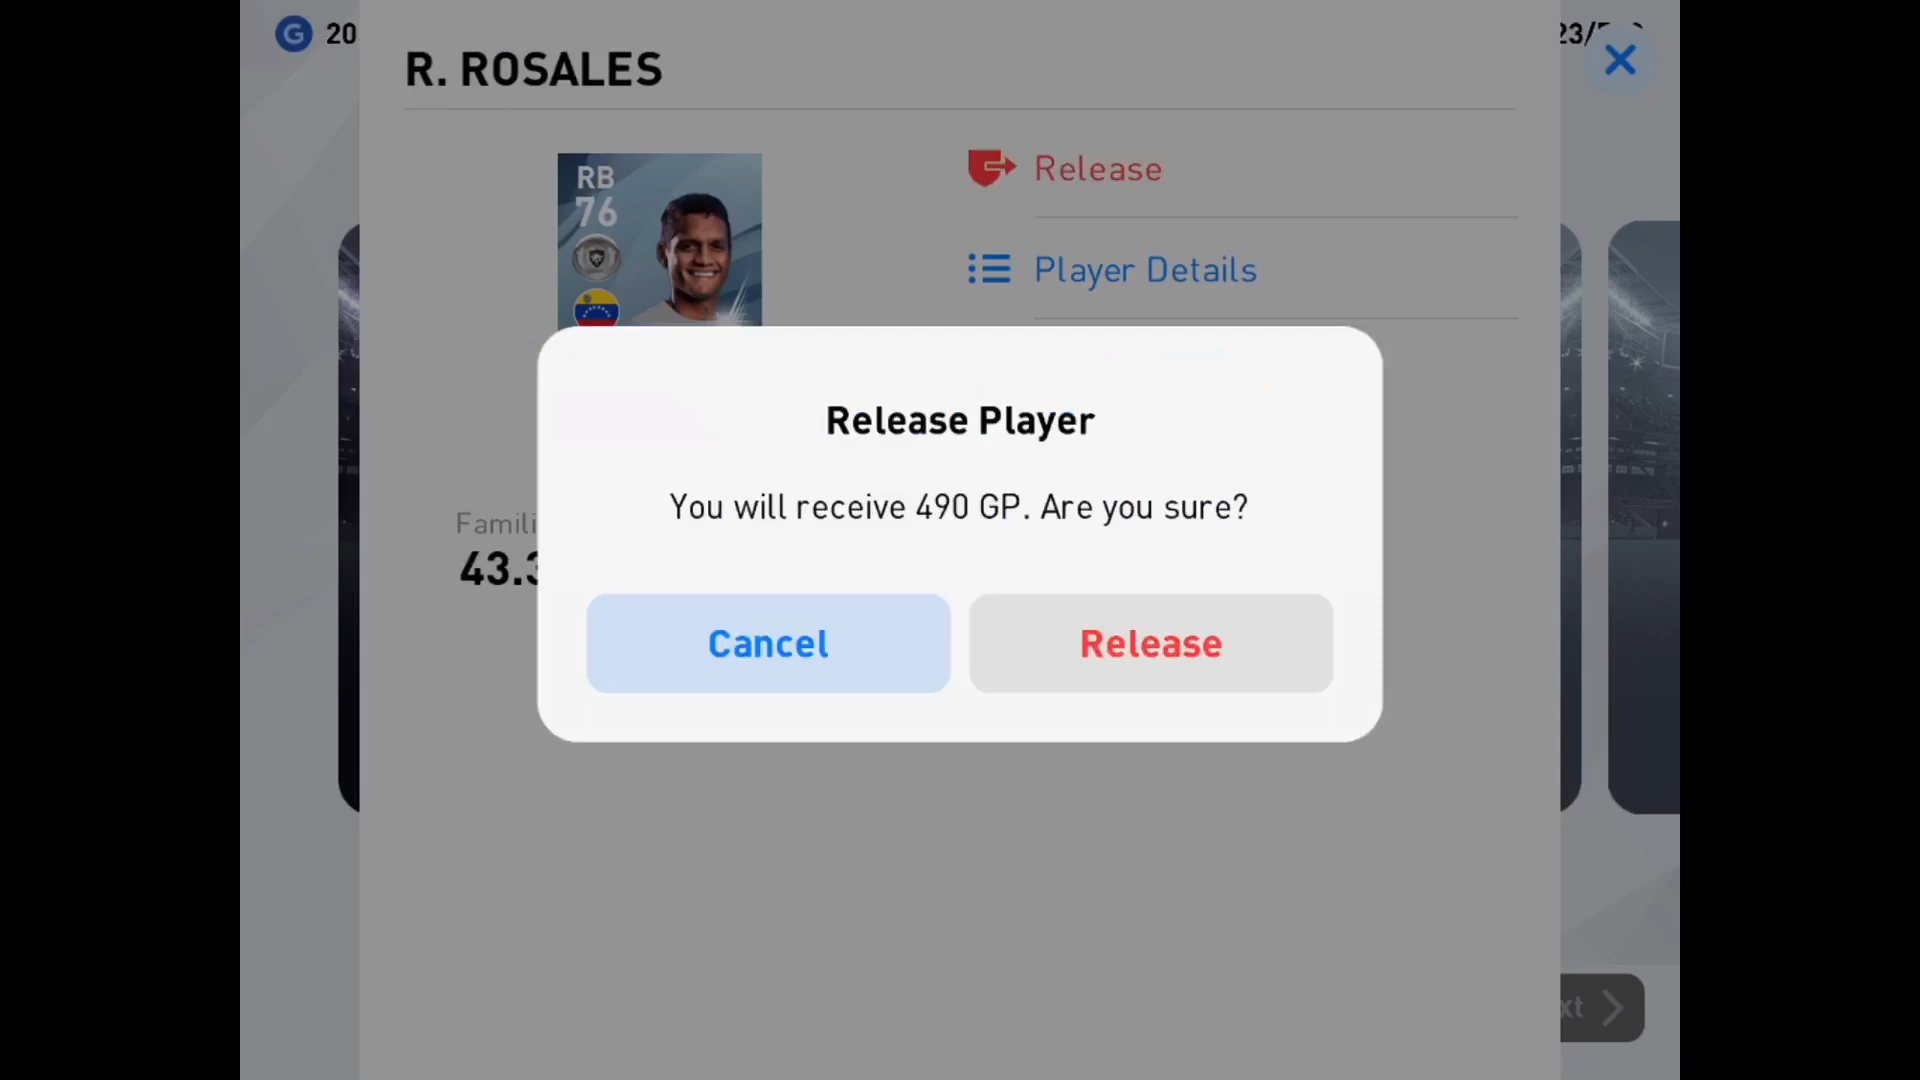 20
R. ROSALES
RB
76
Release
Player Details
Release Player
You will receive 490 GP. Are you sure?
Cancel
Release